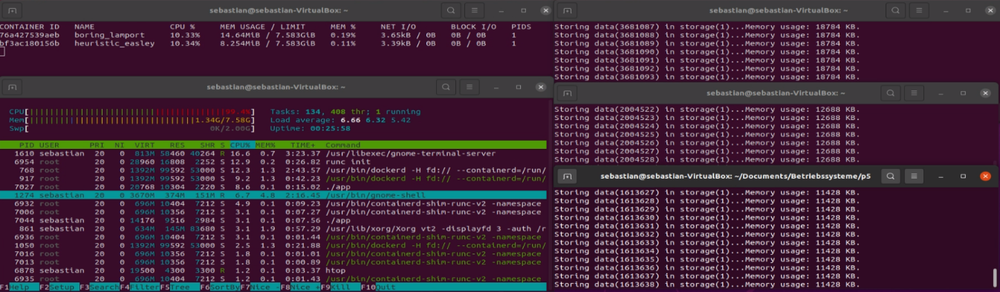 sebastian@sebastian-VirtualBox: ~
CONTAINER ID NAME CPU % MEM USAGE / LIMIT MEM % NET I/O BLOCK I/O PIDS
76a427539aeb boring_lamport 10.33% 14.64MiB / 7.583GiB 0.19% 3.65kB / 0B 0B / 0B 1
bf3ac180156b heuristic_easley 10.34% 8.254MiB / 7.583GiB 0.11% 3.39kB / 0B 0B / 0B 1
sebastian@sebastian-VirtualBox: ~
CPU[||||||||||||||||||||||||||||||||||||||||99.4%] Tasks: 134, 408 thr; 1 running
Mem[||||||||||||||||||||||||||||||||||1.34G/7.58G] Load average: 6.66 6.32 5.42
Swp[ 0K/2.00G] Uptime: 00:25:58
PID USER PRI NI VIRT RES SHR S CPU% MEM% TIME+ Command
1610 sebastian 20 0 813M 58460 40264 R 16.6 0.7 3:23.37 /usr/libexec/gnome-terminal-server
6954 root 20 0 28960 16808 2252 S 12.9 0.2 0:26.82 runc init
768 root 20 0 1392M 99592 53000 S 12.3 1.3 2:43.57 /usr/bin/dockerd -H fd:// --containerd=/run/
917 root 20 0 1392M 99592 53000 S 9.2 1.3 0:42.23 /usr/bin/dockerd -H fd:// --containerd=/run/
7027 root 20 0 20768 10304 2220 S 8.6 0.1 0:15.02 ./app
1274 sebastian 20 0 3670M 374M 151M R 6.7 4.8 2:16.45 /usr/bin/gnome-shell
6932 root 20 0 696M 10404 7212 S 4.9 0.1 0:09.23 /usr/bin/containerd-shim-runc-v2 -namespace
7006 root 20 0 696M 10356 7212 S 3.1 0.1 0:07.27 /usr/bin/containerd-shim-runc-v2 -namespace
7044 sebastian 20 0 14176 9516 2984 S 3.1 0.1 0:07.56 ./app
861 sebastian 20 0 634M 145M 83680 S 3.1 1.9 0:57.29 /usr/lib/xorg/Xorg vt2 -displayfd 3 -auth /r
6936 root 20 0 696M 10404 7212 S 3.1 0.1 0:01.44 /usr/bin/containerd-shim-runc-v2 -namespace
1050 root 20 0 1392M 99592 53000 S 2.5 1.3 0:21.88 /usr/bin/dockerd -H fd:// --containerd=/run/
7016 root 20 0 696M 10356 7212 S 1.8 0.1 0:01.01 /usr/bin/containerd-shim-runc-v2 -namespace
7013 root 20 0 696M 10356 7212 S 1.8 0.1 0:00.89 /usr/bin/containerd-shim-runc-v2 -namespace
6878 sebastian 20 0 19500 4300 3300 R 1.2 0.1 0:03.37 htop
6935 root 20 0 696M 10404 7212 S 1.2 0.1 0:01.43 /usr/bin/containerd-shim-runc-v2 -namespace
F1Help F2Setup F3Search F4Filter F5Tree F6SortBy F7Nice - F8Nice + F9Kill F10Quit
sebastian@sebastian-VirtualBox: ~
Storing data(3681087) in storage(1)...Memory usage: 18784 KB.
Storing data(3681088) in storage(1)...Memory usage: 18784 KB.
Storing data(3681089) in storage(1)...Memory usage: 18784 KB.
Storing data(3681090) in storage(1)...Memory usage: 18784 KB.
Storing data(3681091) in storage(1)...Memory usage: 18784 KB.
Storing data(3681092) in storage(1)...Memory usage: 18784 KB.
Storing data(3681093) in storage(1)...Memory usage: 18784 KB.
sebastian@sebastian-VirtualBox: ~
Storing data(2004522) in storage(1)...Memory usage: 12688 KB.
Storing data(2004523) in storage(1)...Memory usage: 12688 KB.
Storing data(2004524) in storage(1)...Memory usage: 12688 KB.
Storing data(2004525) in storage(1)...Memory usage: 12688 KB.
Storing data(2004526) in storage(1)...Memory usage: 12688 KB.
Storing data(2004527) in storage(1)...Memory usage: 12688 KB.
Storing data(2004528) in storage(1)...Memory usage: 12688 KB.
sebastian@sebastian-VirtualBox: ~/Documents/Betriebssysteme/p5
Storing data(1613627) in storage(1)...Memory usage: 11428 KB.
Storing data(1613628) in storage(1)...Memory usage: 11428 KB.
Storing data(1613629) in storage(1)...Memory usage: 11428 KB.
Storing data(1613630) in storage(1)...Memory usage: 11428 KB.
Storing data(1613631) in storage(1)...Memory usage: 11428 KB.
Storing data(1613632) in storage(1)...Memory usage: 11428 KB.
Storing data(1613633) in storage(1)...Memory usage: 11428 KB.
Storing data(1613634) in storage(1)...Memory usage: 11428 KB.
Storing data(1613635) in storage(1)...Memory usage: 11428 KB.
Storing data(1613636) in storage(1)...Memory usage: 11428 KB.
Storing data(1613637) in storage(1)...Memory usage: 11428 KB.
Storing data(1613638) in storage(1)...Memory usage: 11428 KB.